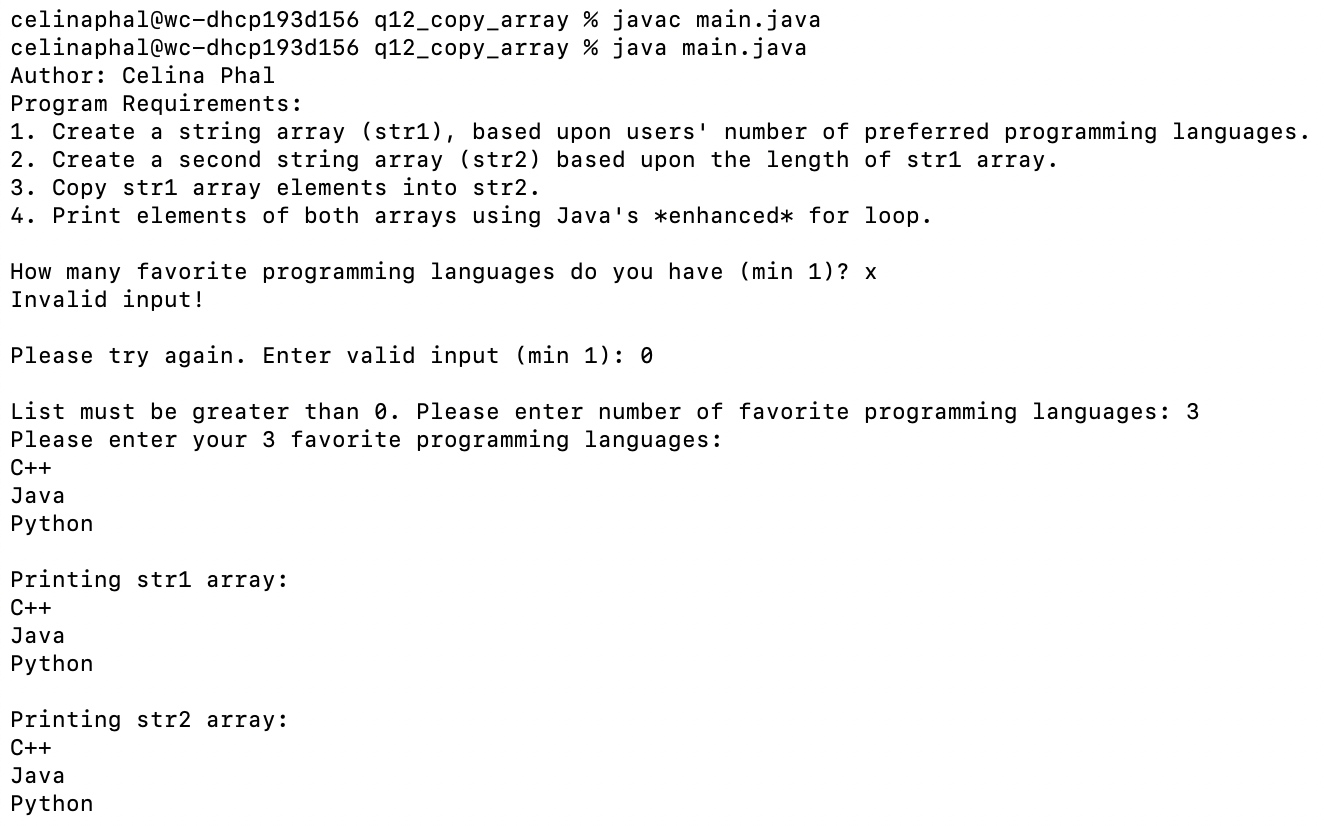 celinaphal@wc-dhcp193d156 q12_copy_array % javac main.java
celinaphal@wc-dhcp193d156 q12_copy_array % java main.java
Author: Celina Phal
Program Requirements:
1. Create a string array (str1), based upon users' number of preferred programming languages.
2. Create a second string array (str2) based upon the length of str1 array.
3. Copy str1 array elements into str2.
4. Print elements of both arrays using Java's *enhanced* for loop.
How many favorite programming languages do you have (min 1)? x
Invalid input!
Please try again. Enter valid input (min 1): 0
List must be greater than 0. Please enter number of favorite programming languages: 3
Please enter your 3 favorite programming languages:
C++
Java
Python
Printing str1 array:
C++
Java
Python
Printing str2 array:
C++
Java
Python